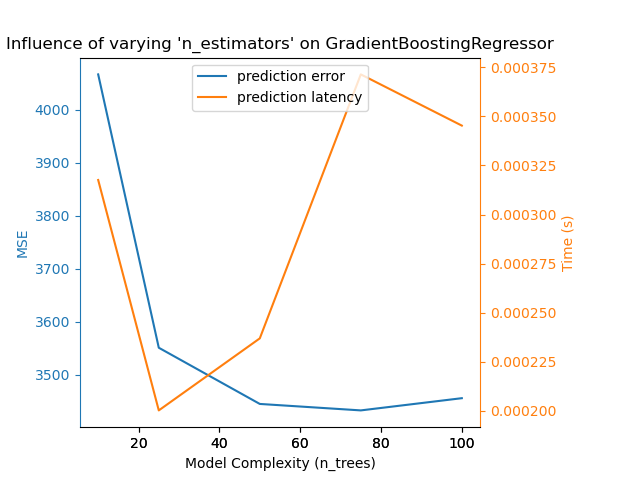 Influence of varying 'n_estimators' on GradientBoostingRegressor
prediction error
prediction latency
MSE
4000
3900
3800
3700
3600
3500
0.000375
0.000350
0.000325
0.000300
0.000275
0.000250
0.000225
0.000200
Time (s)
20 40 60 80 100
Model Complexity (n_trees)